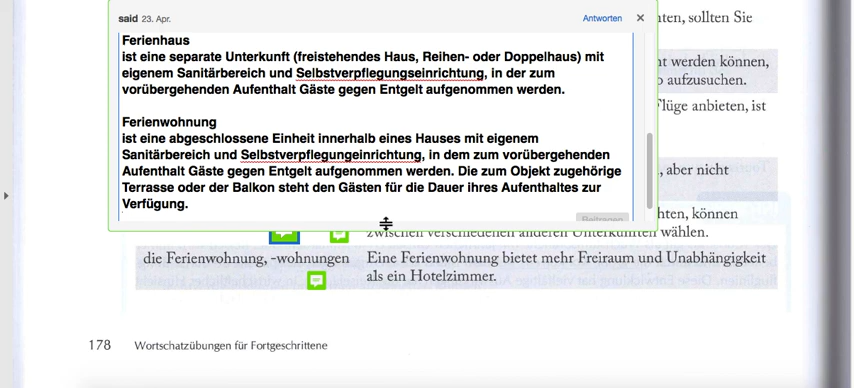 said 23. Apr. Antworten
Ferienhaus
ist eine separate Unterkunft (freistehendes Haus, Reihen- oder Doppelhaus) mit
eigenem Sanitärbereich und Selbstverpflegungseinrichtung, in der zum
vorübergehenden Aufenthalt Gäste gegen Entgelt aufgenommen werden.
Ferienwohnung
ist eine abgeschlossene Einheit innerhalb eines Hauses mit eigenem
Sanitärbereich und Selbstverpflegungeinrichtung, in dem zum vorübergehenden
Aufenthalt Gäste gegen Entgelt aufgenommen werden. Die zum Objekt zugehörige
Terrasse oder der Balkon steht den Gästen für die Dauer ihres Aufenthaltes zur
Verfügung.
Beitragen
sollten Sie
werden können,
aufzusuchen.
Flüge anbieten, ist
aber nicht
können
zwischen verschiedenen anderen Unterkünften wählen.
die Ferienwohnung, -wohnungen Eine Ferienwohnung bietet mehr Freiraum und Unabhängigkeit
als ein Hotelzimmer.
178 Wortschatzübungen für Fortgeschrittene